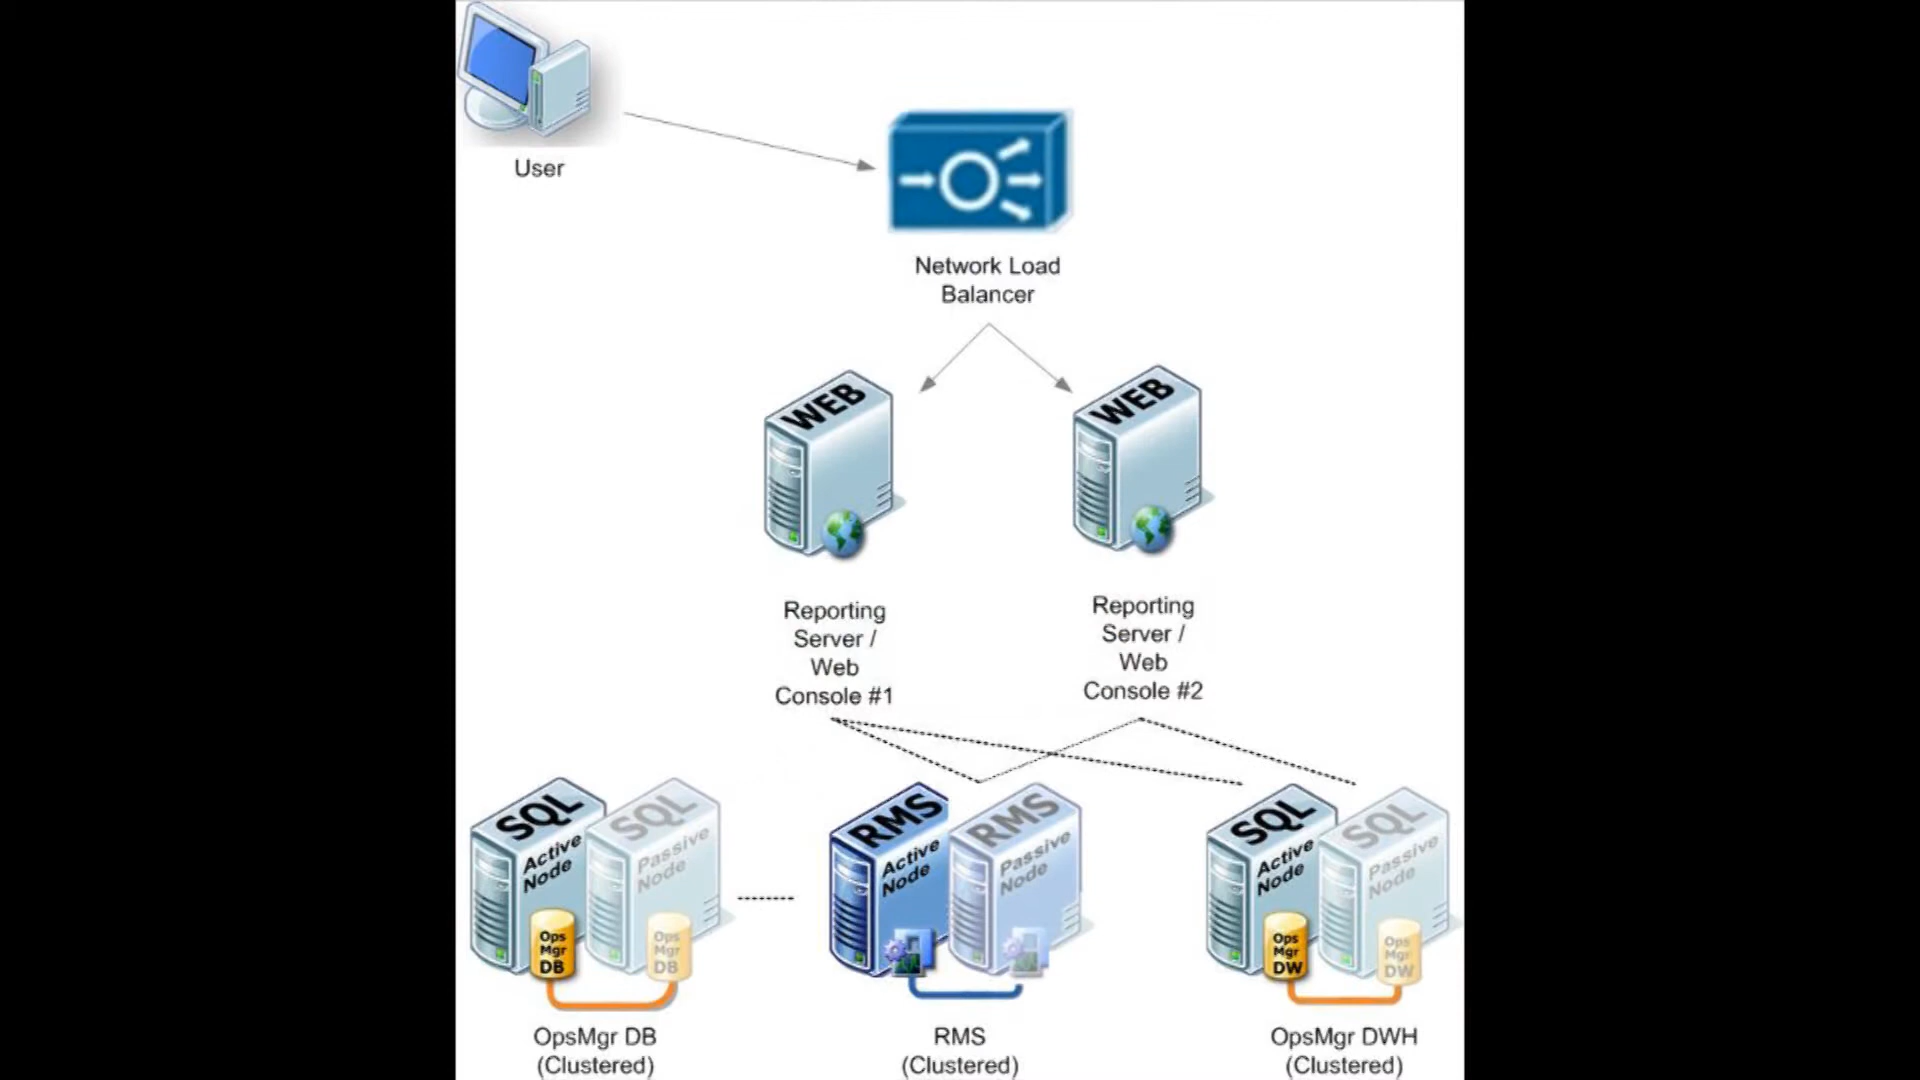 User
Network Load
Balancer
WEB
WEB
Reporting
Server /
Web
Console #1
Reporting
Server /
Web
Console #2
SQL
Active
Node
Ops
Mgr
DB
SQL
Passive
Node
Ops
Mgr
DB
OpsMgr DB
(Clustered)
RMS
Active
Node
RMS
Passive
Node
RMS
(Clustered)
SQL
Active
Node
Ops
Mgr
DW
SQL
Passive
Node
Ops
Mgr
DW
OpsMgr DWH
(Clustered)